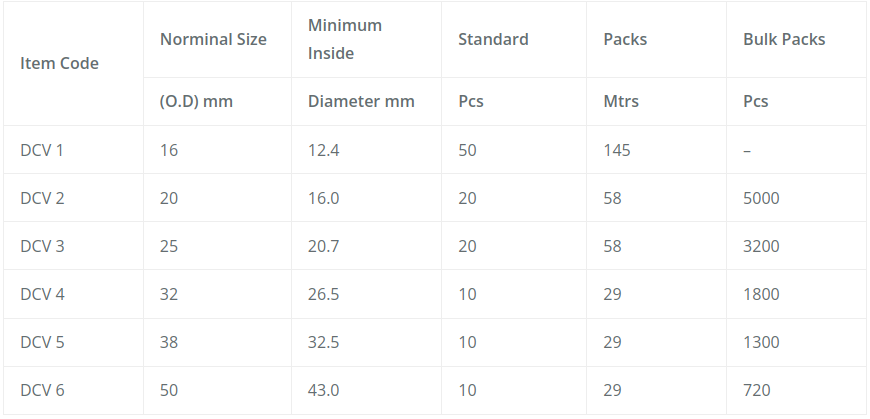 Item Code Norminal Size Minimum Inside Standard Packs Bulk Packs
(O.D) mm Diameter mm Pcs Mtrs Pcs
DCV 1 16 12.4 50 145 –
DCV 2 20 16.0 20 58 5000
DCV 3 25 20.7 20 58 3200
DCV 4 32 26.5 10 29 1800
DCV 5 38 32.5 10 29 1300
DCV 6 50 43.0 10 29 720